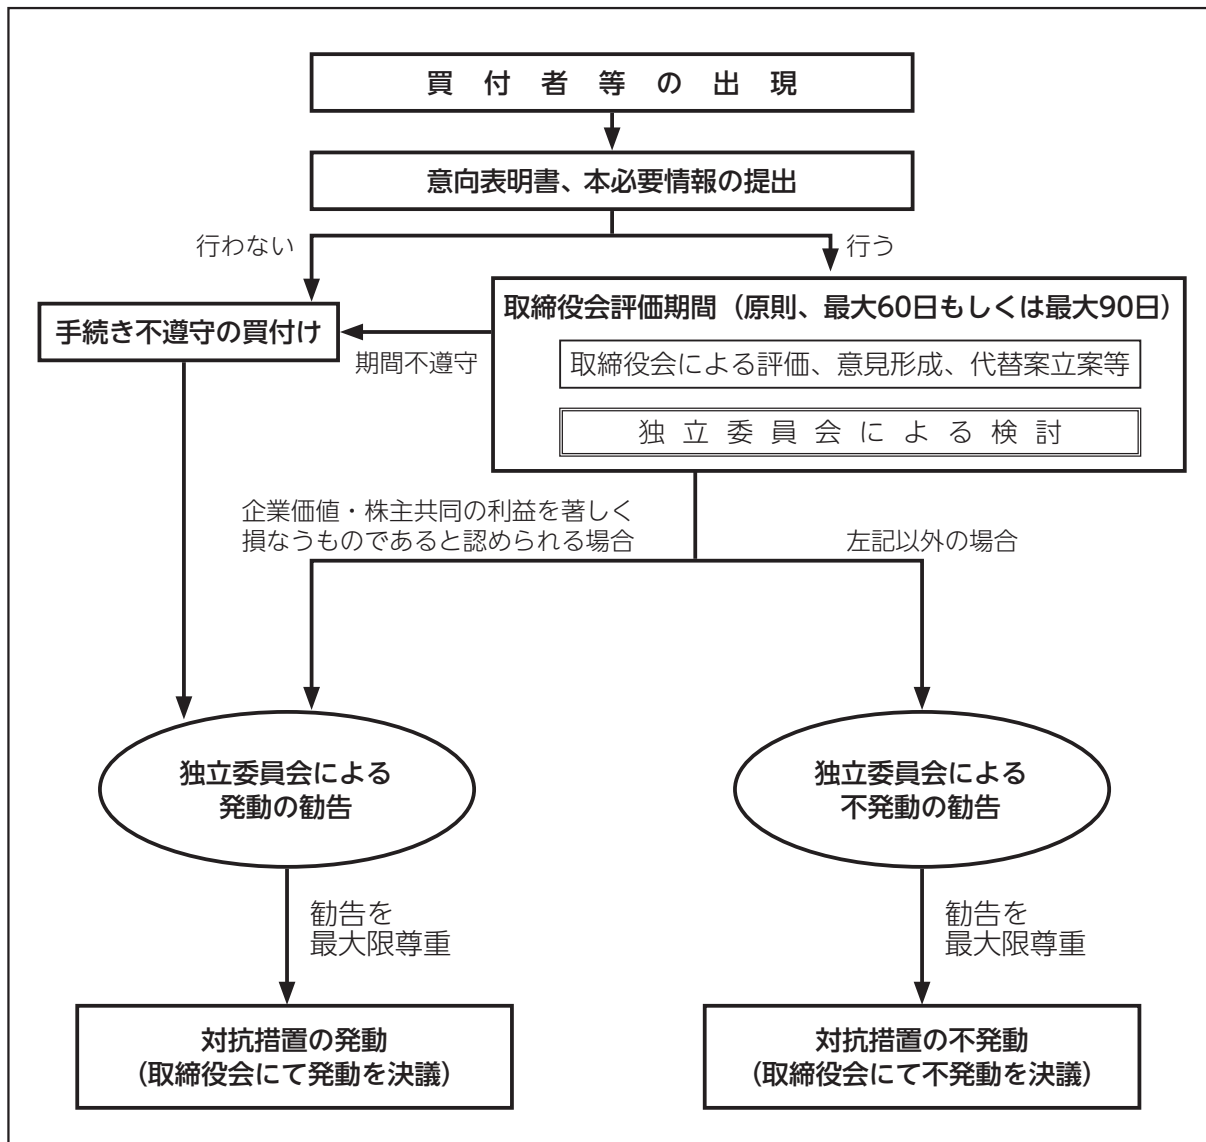 買付者等の出現
意向表明書、本必要情報の提出
行わない
行う
取締役会評価期間（原則、最大60日もしくは最大90日）
手続き不遵守の買付け
期間不遵守
取締役会による評価、意見形成、代替案立案等
独立委員会による検討
企業価値・株主共同の利益を著しく
損なうものであると認められる場合
左記以外の場合
独立委員会による
発動の勧告
独立委員会による
不発動の勧告
勧告を
最大限尊重
勧告を
最大限尊重
対抗措置の発動
（取締役会にて発動を決議）
対抗措置の不発動
（取締役会にて不発動を決議）